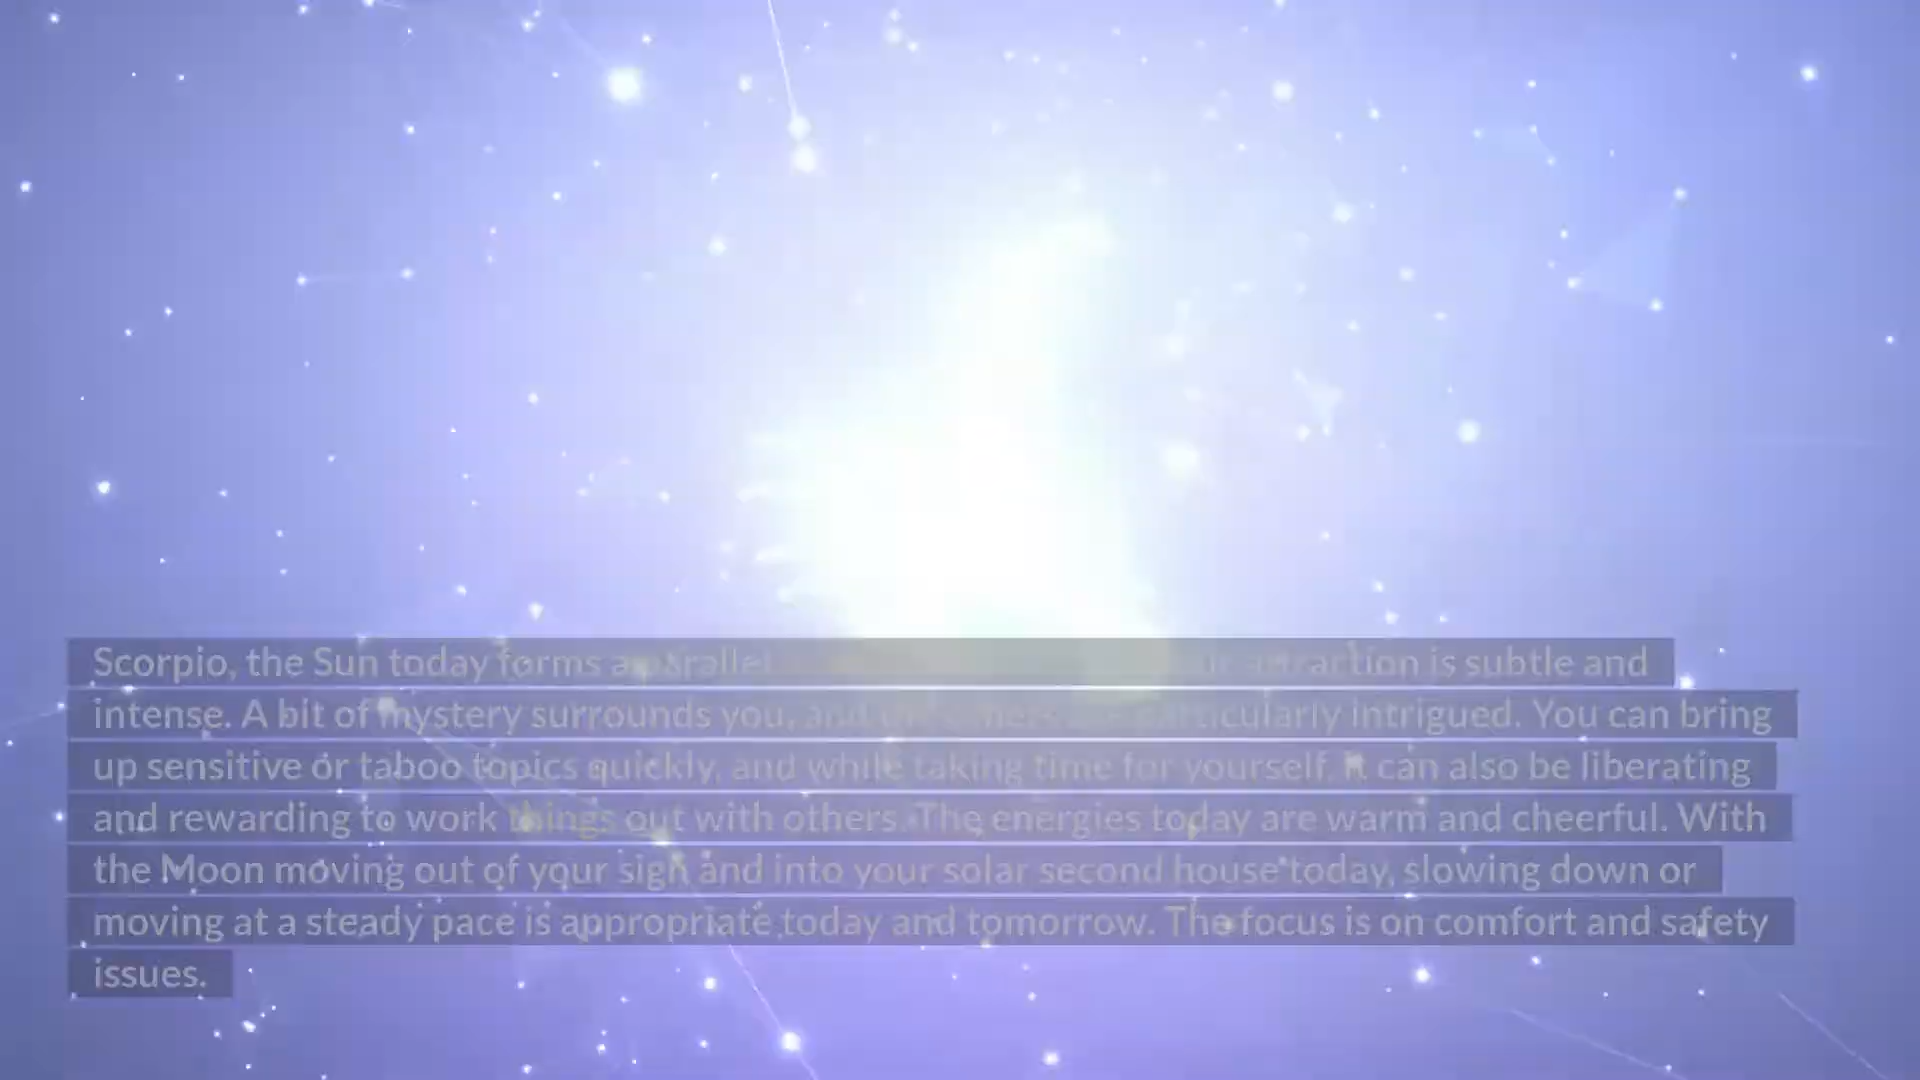 Scorpio, the Sun today forms a parallel attraction is subtle and
intense. A bit of mystery surrounds you, and particularly intrigued. You can bring
up sensitive or taboo topics quickly, and while taking time for yourself, it can also be liberating
and rewarding to work things out with others. The energies today are warm and cheerful. With
the Moon moving out of your sign and into your solar second house today, slowing down or
moving at a steady pace is appropriate today and tomorrow. The focus is on comfort and safety
issues.